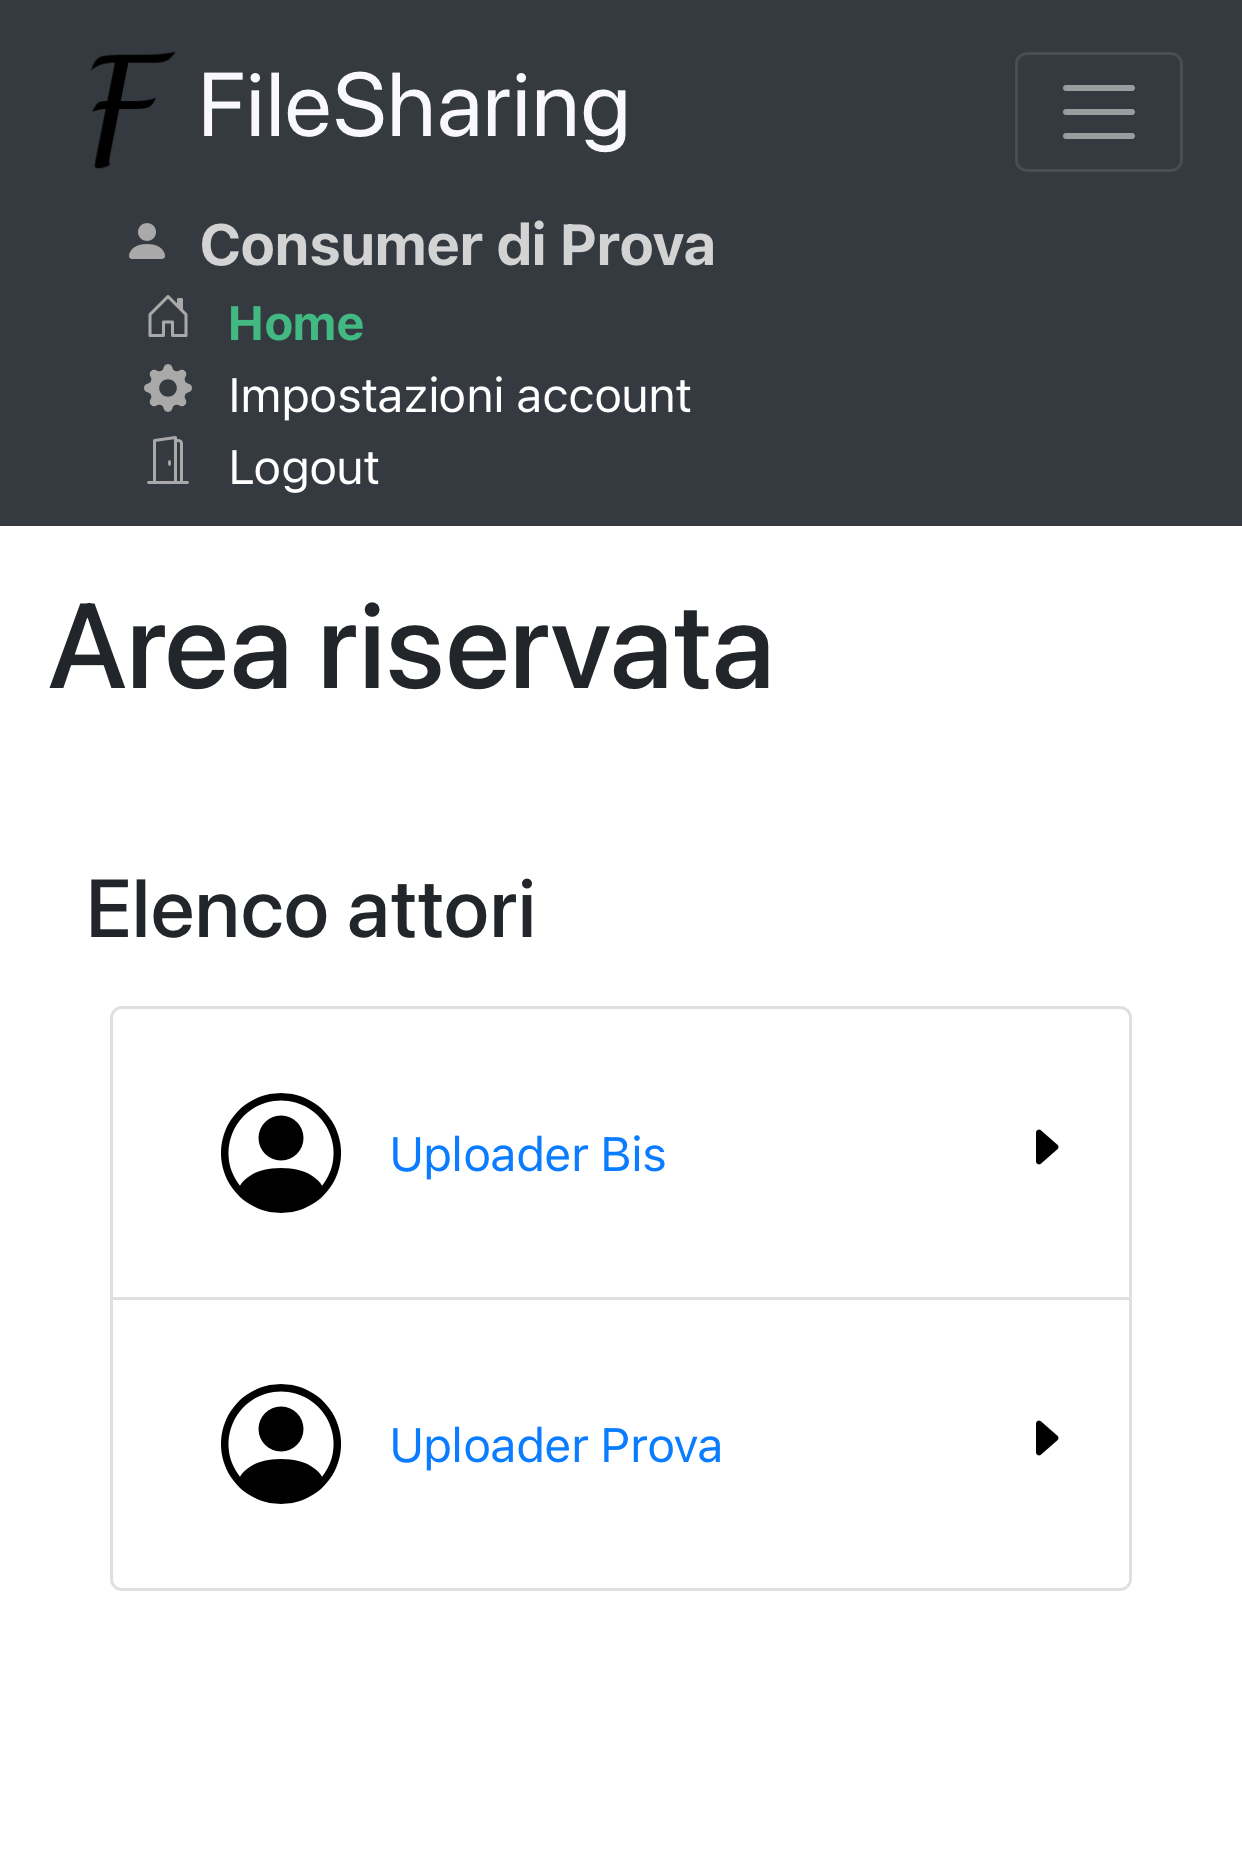 F FileSharing
Consumer di Prova
Home
Impostazioni account
Logout
Area riservata
Elenco attori
Uploader Bis
Uploader Prova